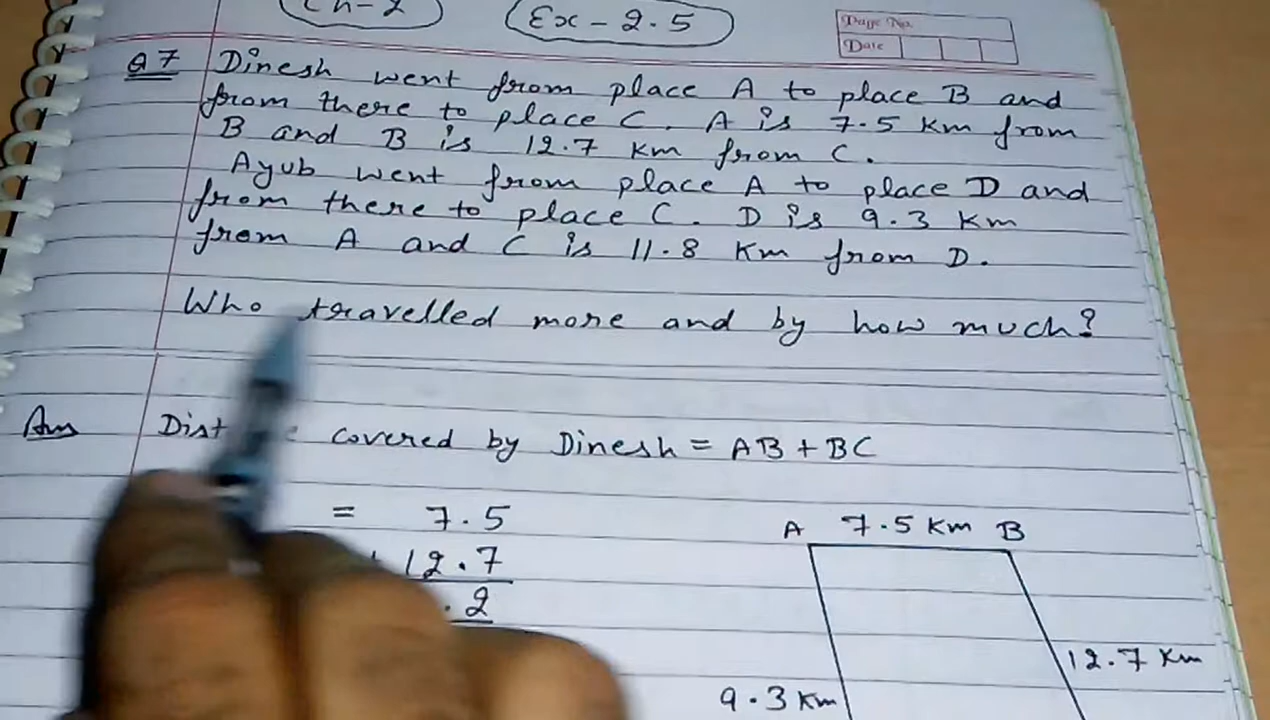 Ch-2
Ex-2.5
Page No.
Date
Q7 Dinesh went from place A to place B and
from there to place C. A is 7.5 Km from
B and B is 12.7 Km from C.
Ayub went from place A to place D and
from there to place C. D is 9.3 Km
from A and C is 11.8 Km from D.
Who travelled more and by how much?
Ans covered by Dinesh = AB + BC
= 7.5
12.7
.2
A 7.5 Km B
12.7 Km
9.3 Km